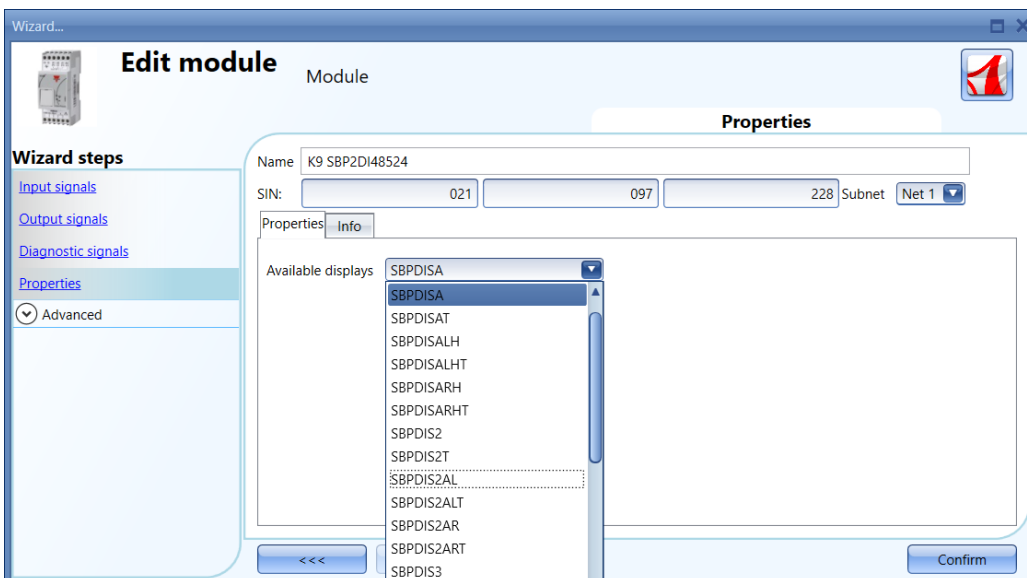 Wizard...
Edit module
Module
Properties
Wizard steps
Input signals
Output signals
Diagnostic signals
Properties
Advanced
Name K9 SBP2DI48524
SIN: 021 097 228 Subnet Net 1
Properties Info
Available displays SBPDISA
SBPDISA
SBPDISAT
SBPDISALH
SBPDISALHT
SBPDISARH
SBPDISARHT
SBPDIS2
SBPDIS2T
SBPDIS2AL
SBPDIS2ALT
SBPDIS2AR
SBPDIS2ART
SBPDIS3
<<< Confirm